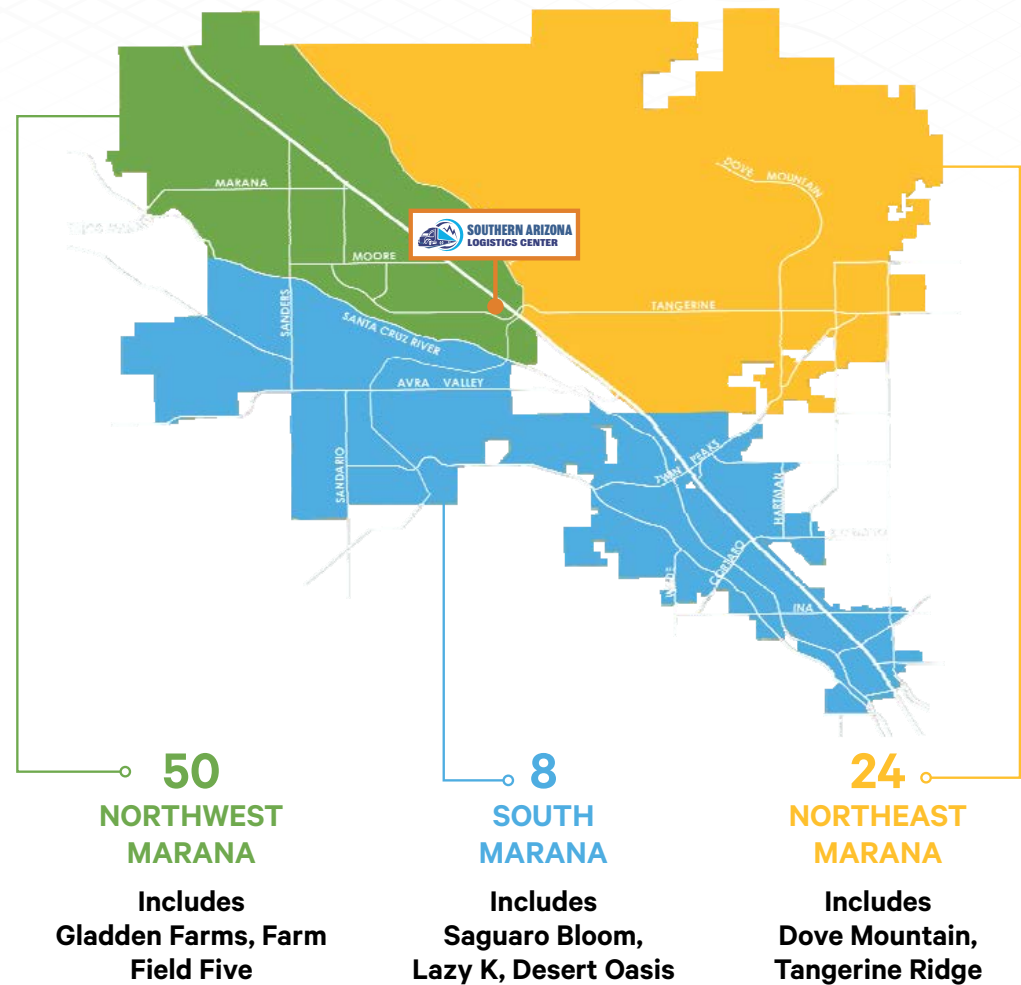 DOVE MOUNTAIN
MARANA
SOUTHERN ARIZONA
LOGISTICS CENTER
MOORE
SANDERS
TANGERINE
SANTA CRUZ RIVER
AVRA VALLEY
SANDARIO
TWIN PEAKS
HARTMAN
CORTARO
INA
50
NORTHWEST
MARANA
Includes
Gladden Farms, Farm
Field Five
8
SOUTH
MARANA
Includes
Saguaro Bloom,
Lazy K, Desert Oasis
24
NORTHEAST
MARANA
Includes
Dove Mountain,
Tangerine Ridge